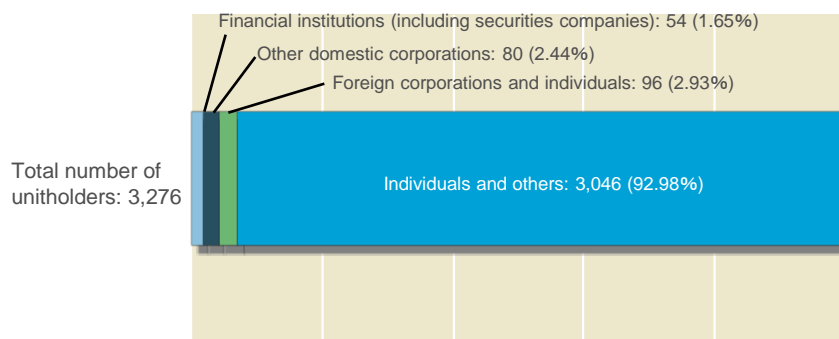 Financial institutions (including securities companies): 54 (1.65%)
Other domestic corporations: 80 (2.44%)
Foreign corporations and individuals: 96 (2.93%)
Total number of
unitholders: 3,276
Individuals and others: 3,046 (92.98%)